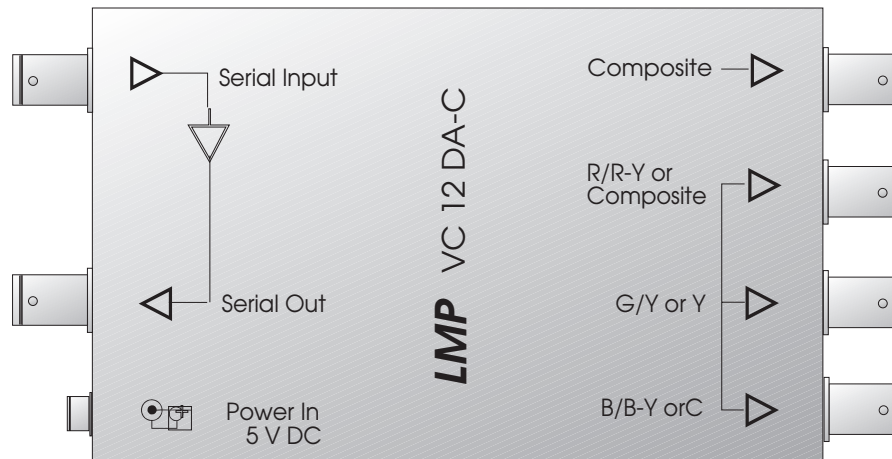 Serial Input
Serial Out
Power In
5 V DC
LMP VC 12 DA-C
Composite
R/R-Y or
Composite
G/Y or Y
B/B-Y orC